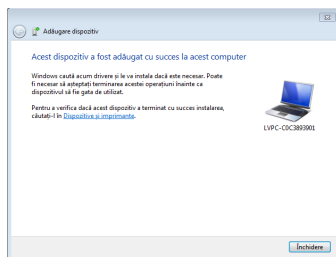 Adăugare dispozitiv
Acest dispozitiv a fost adăugat cu succes la acest computer
Windows caută acum drivere și le va instala dacă este necesar. Poate
fi necesar să așteptați terminarea acestei operațiuni înainte ca
dispozitivul să fie gata de utilizat.
Pentru a verifica dacă acest dispozitiv a terminat cu succes instalarea,
căutați-l în Dispozitive și imprimante.
LVPC-C0C3893901
Închidere